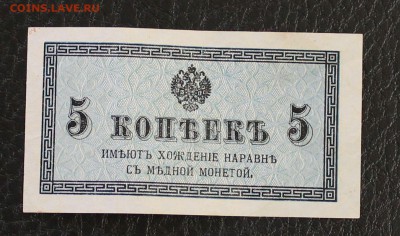 COINS.LAVE.RU
5 КОПѢЕКЪ 5
ИМѢЮТЪ ХОЖДЕНІЕ НАРАВНѢ
СЪ МѢДНОЙ МОНЕТОЙ.